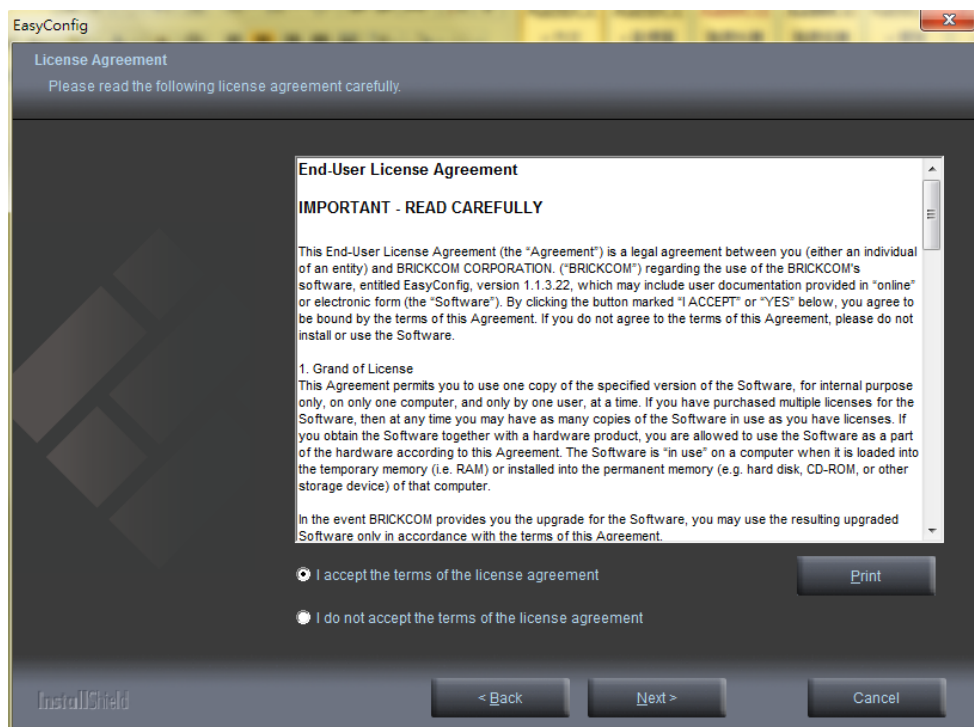 EasyConfig
License Agreement
Please read the following license agreement carefully.
End-User License Agreement
IMPORTANT - READ CAREFULLY
This End-User License Agreement (the “Agreement”) is a legal agreement between you (either an individual
of an entity) and BRICKCOM CORPORATION. (“BRICKCOM”) regarding the use of the BRICKCOM's
software, entitled EasyConfig, version 1.1.3.22, which may include user documentation provided in “online”
or electronic form (the “Software”). By clicking the button marked “I ACCEPT” or “YES” below, you agree to
be bound by the terms of this Agreement. If you do not agree to the terms of this Agreement, please do not
install or use the Software.
1. Grand of License
This Agreement permits you to use one copy of the specified version of the Software, for internal purpose
only, on only one computer, and only by one user, at a time. If you have purchased multiple licenses for the
Software, then at any time you may have as many copies of the Software in use as you have licenses. If
you obtain the Software together with a hardware product, you are allowed to use the Software as a part
of the hardware according to this Agreement. The Software is “in use” on a computer when it is loaded into
the temporary memory (i.e. RAM) or installed into the permanent memory (e.g. hard disk, CD-ROM, or other
storage device) of that computer.
In the event BRICKCOM provides you the upgrade for the Software, you may use the resulting upgraded
Software only in accordance with the terms of this Agreement.
I accept the terms of the license agreement
Print
I do not accept the terms of the license agreement
InstallShield
< Back
Next >
Cancel